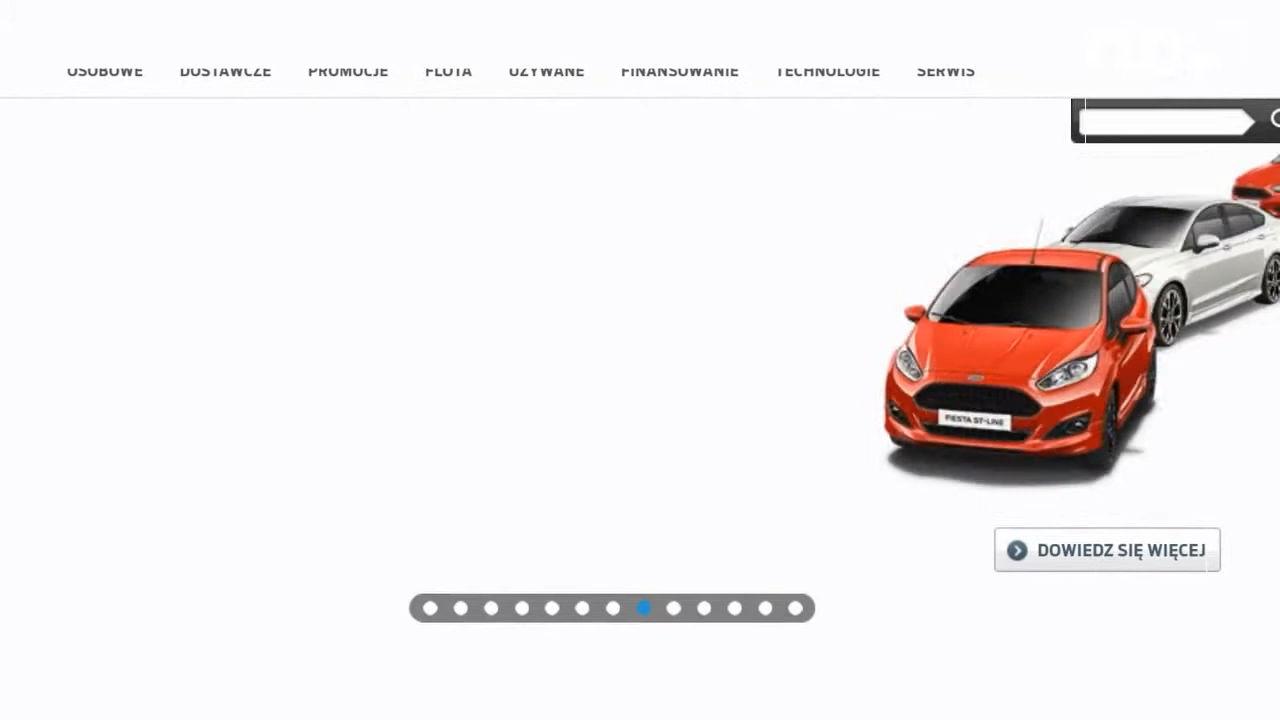 OSOBOWE DOSTAWCZE PROMOCJE FLOTA UŻYWANE FINANSOWANIE TECHNOLOGIE SERWIS
FIESTA ST-LINE
DOWIEDZ SIĘ WIĘCEJ